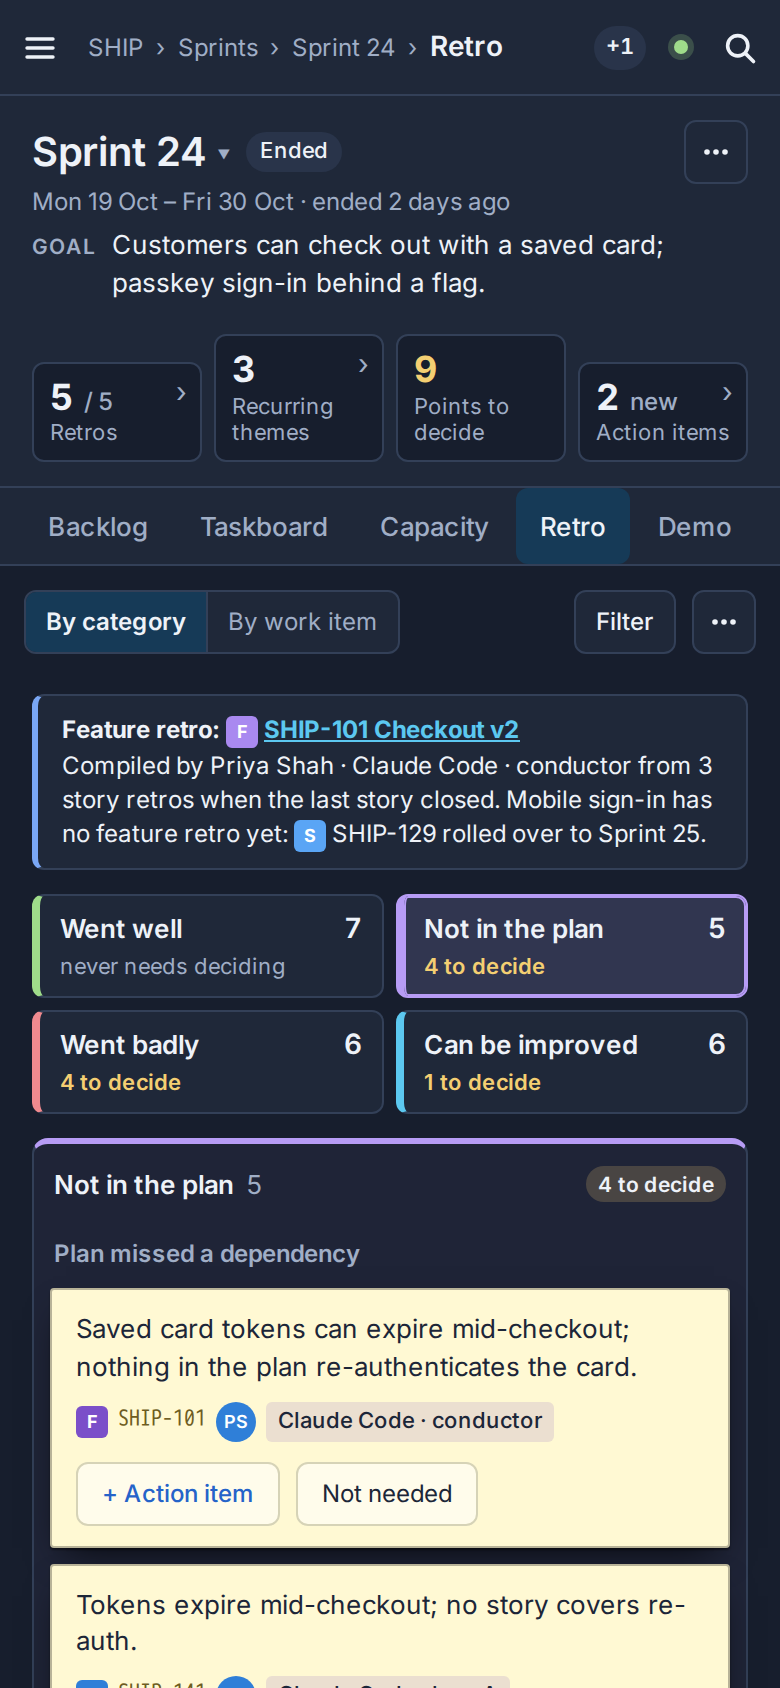 SHIP › Sprints › Sprint 24 › Retro +1
Sprint 24 ▾ Ended •••
Mon 19 Oct – Fri 30 Oct · ended 2 days ago
GOAL Customers can check out with a saved card;
passkey sign-in behind a flag.
5 / 5 ›
Retros
3 ›
Recurring
themes
9
Points to
decide
2 new ›
Action items
Backlog Taskboard Capacity Retro Demo
By category By work item Filter •••
Feature retro: F SHIP-101 Checkout v2
Compiled by Priya Shah · Claude Code · conductor from 3
story retros when the last story closed. Mobile sign-in has
no feature retro yet: S SHIP-129 rolled over to Sprint 25.
Went well 7
never needs deciding
Not in the plan 5
4 to decide
Went badly 6
4 to decide
Can be improved 6
1 to decide
Not in the plan 5 4 to decide
Plan missed a dependency
Saved card tokens can expire mid-checkout;
nothing in the plan re-authenticates the card.
F SHIP-101 PS Claude Code · conductor
+ Action item Not needed
Tokens expire mid-checkout; no story covers re-
auth.